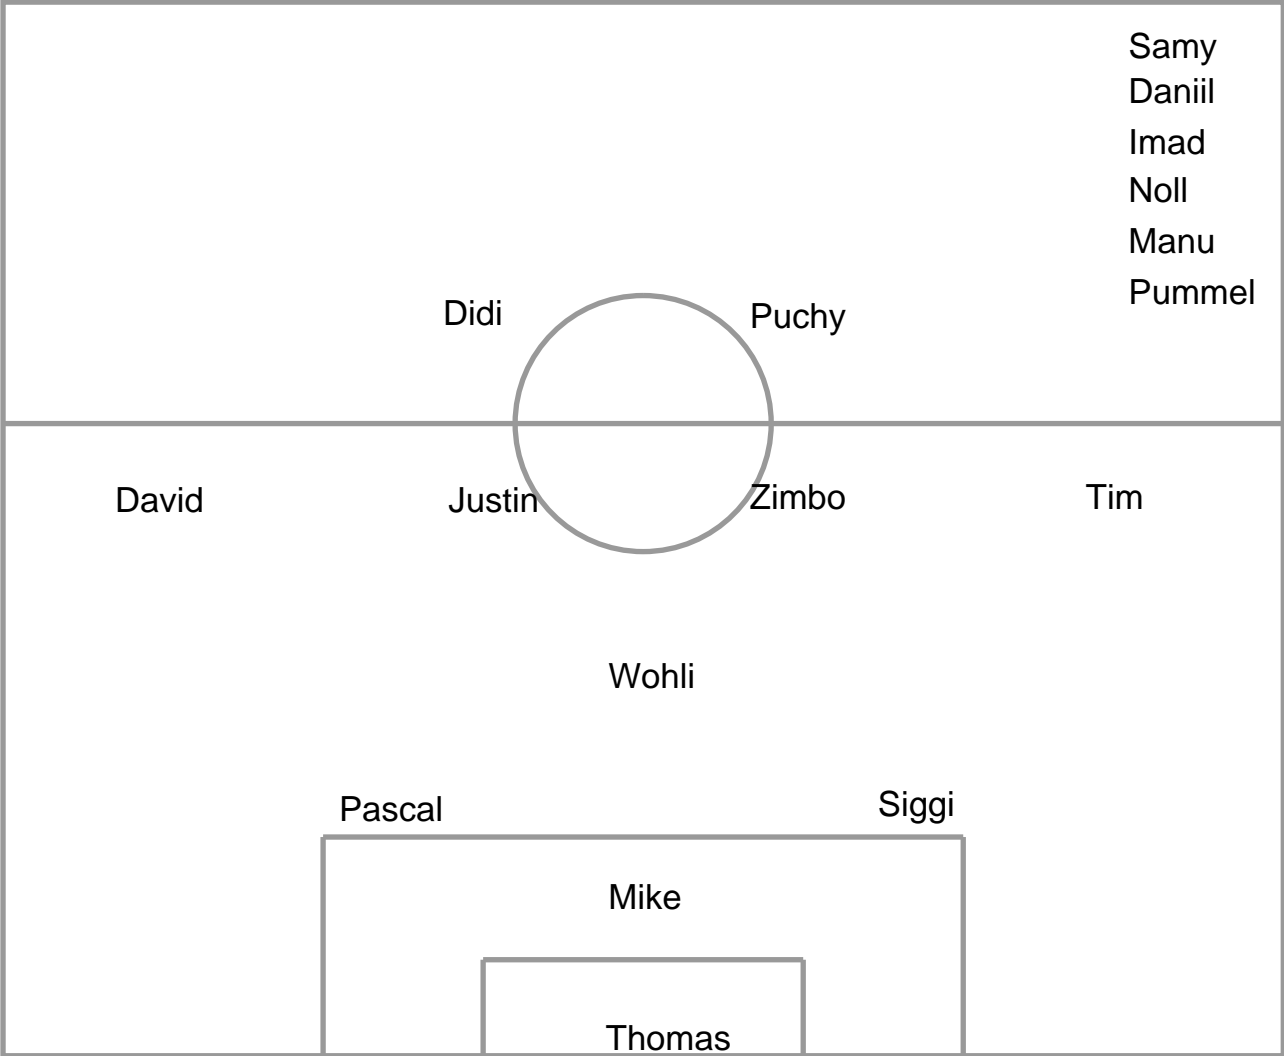 Samy
Daniil
Imad
Noll
Manu
Pummel
Didi Puchy
David Justin Zimbo Tim
Wohli
Pascal Siggi
Mike
Thomas